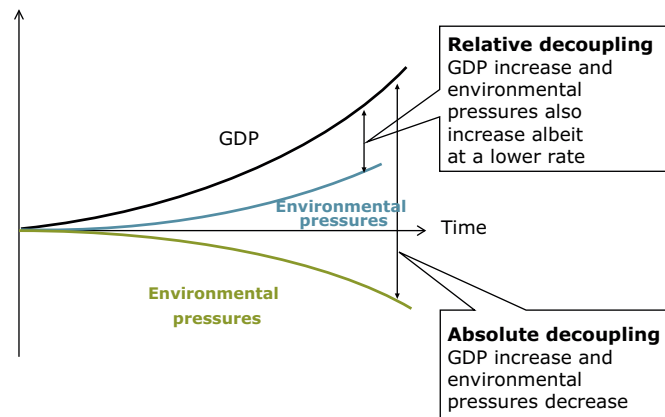 Relative decoupling
GDP increase and
environmental
pressures also
increase albeit
at a lower rate
GDP
Environmental
pressures
Time
Environmental
pressures
Absolute decoupling
GDP increase and
environmental
pressures decrease